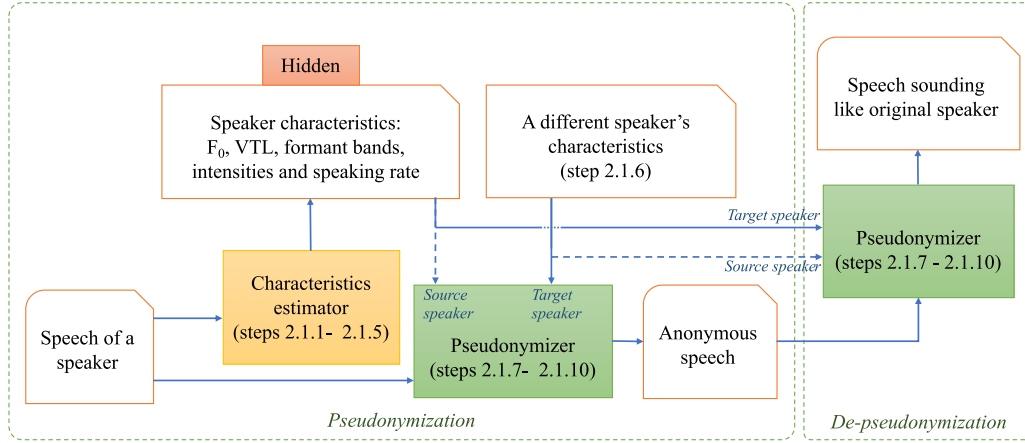 Hidden
Speaker characteristics:
F₀, VTL, formant bands,
intensities and speaking rate
A different speaker's
characteristics
(step 2.1.6)
Speech sounding
like original speaker
Target speaker
Source speaker
Pseudonymizer
(steps 2.1.7 - 2.1.10)
Characteristics
estimator
(steps 2.1.1- 2.1.5)
Speech of a
speaker
Source
speaker
Target
speaker
Pseudonymizer
(steps 2.1.7- 2.1.10)
Anonymous
speech
Pseudonymization
De-pseudonymization